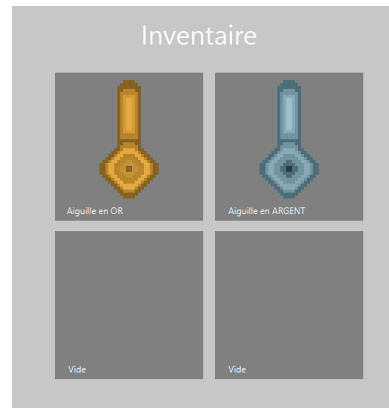 Inventaire
Aiguille en OR
Aiguille en ARGENT
Vide
Vide